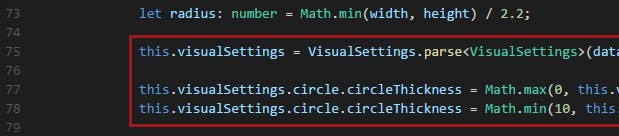 73 let radius: number = Math.min(width, height) / 2.2;
74
75 this.visualSettings = VisualSettings.parse<VisualSettings>(data
76
77 this.visualSettings.circle.circleThickness = Math.max(0, this.
78 this.visualSettings.circle.circleThickness = Math.min(10, this.
79